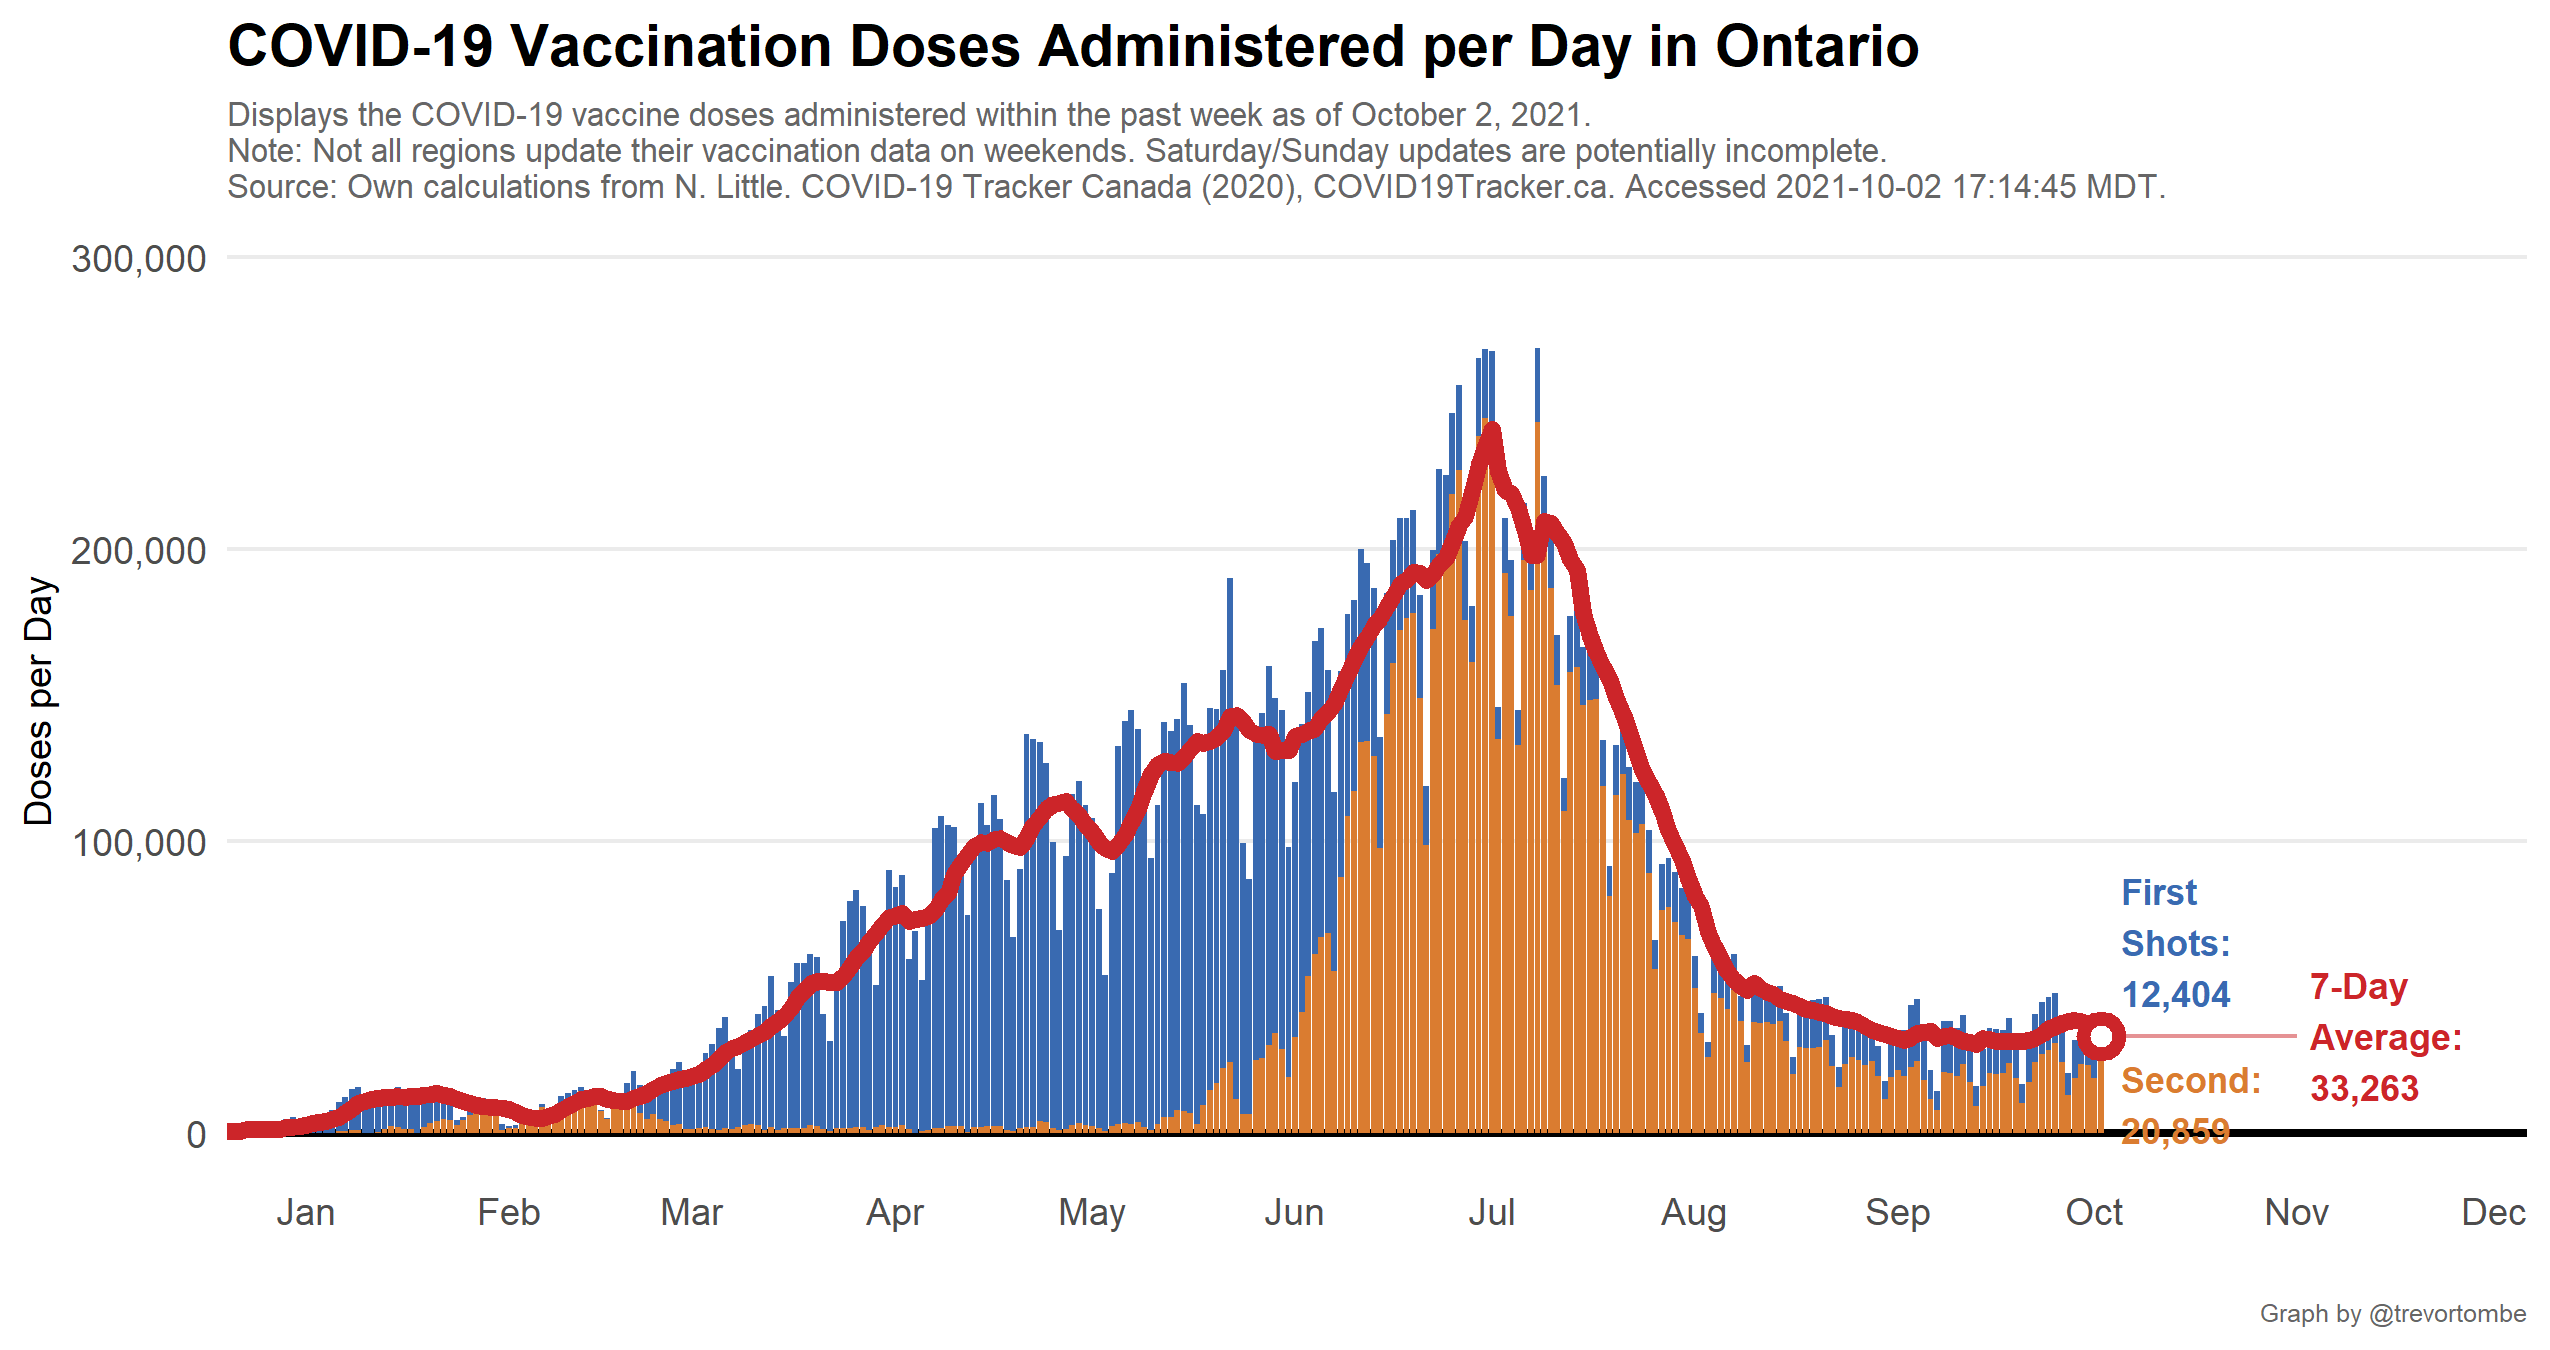 COVID-19 Vaccination Doses Administered per Day in Ontario
Displays the COVID-19 vaccine doses administered within the past week as of October 2, 2021.
Note: Not all regions update their vaccination data on weekends. Saturday/Sunday updates are potentially incomplete.
Source: Own calculations from N. Little. COVID-19 Tracker Canada (2020), COVID19Tracker.ca. Accessed 2021-10-02 17:14:45 MDT.
Doses per Day
300,000
200,000
100,000
0
First
Shots:
12,404
Second:
20,859
7-Day
Average:
33,263
Jan Feb Mar Apr May Jun Jul Aug Sep Oct Nov Dec
Graph by @trevortombe